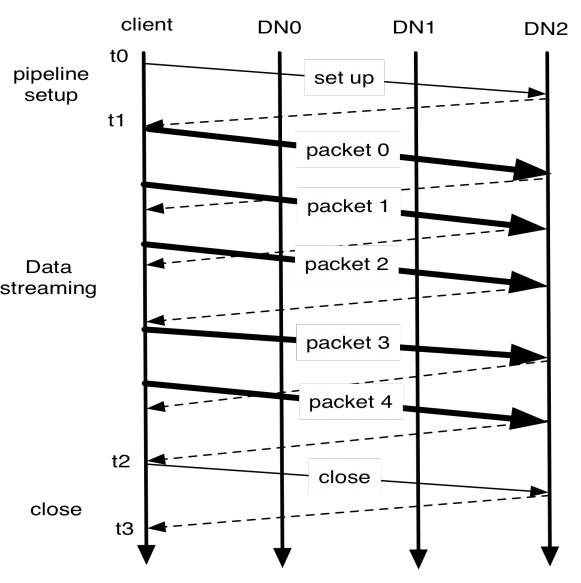 client
DN0
DN1
DN2
t0
pipeline
setup
set up
t1
packet 0
packet 1
Data
streaming
packet 2
packet 3
packet 4
t2
close
close
t3